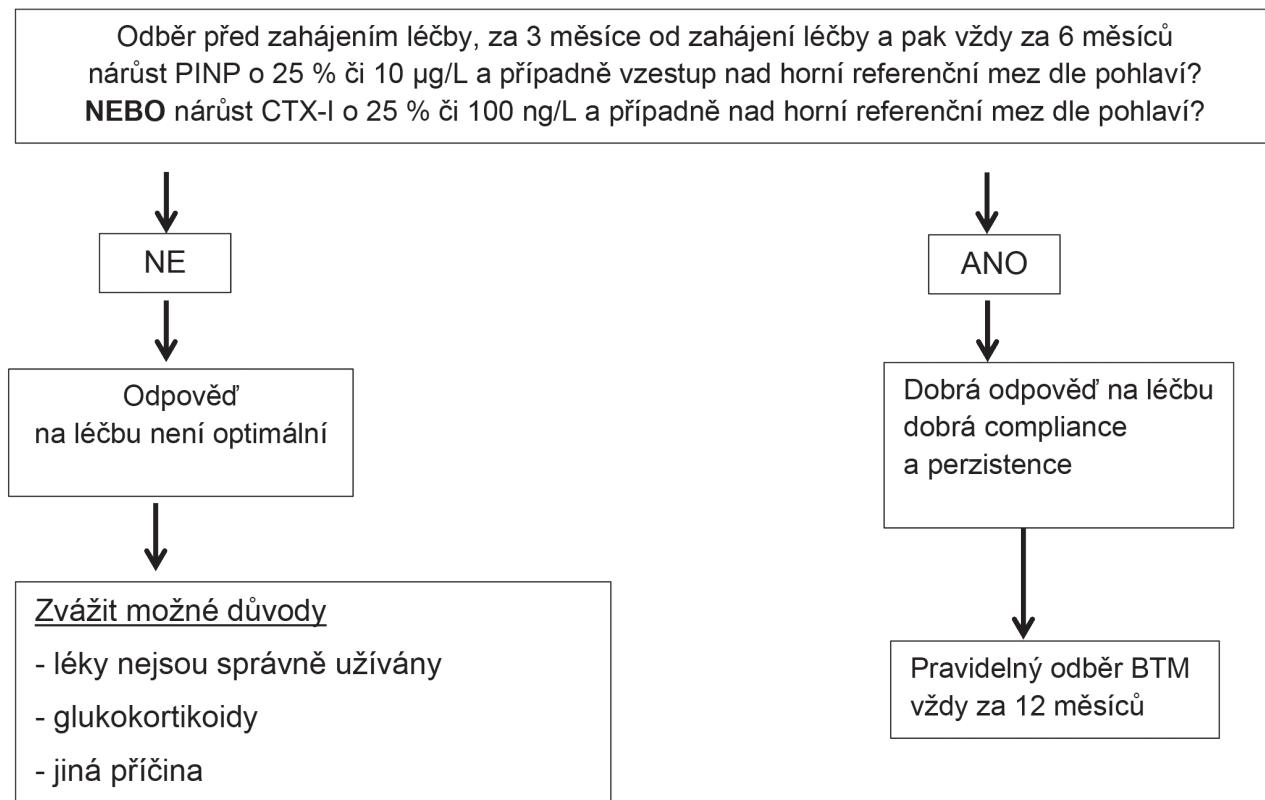 Odběr před zahájením léčby, za 3 měsíce od zahájení léčby a pak vždy za 6 měsíců
nárůst PINP o 25 % či 10 µg/L a případně vzestup nad horní referenční mez dle pohlaví?
NEBO nárůst CTX-I o 25 % či 100 ng/L a případně nad horní referenční mez dle pohlaví?
NE
ANO
Odpověď
na léčbu není optimální
Dobrá odpověď na léčbu
dobrá compliance
a perzistence
Zvážit možné důvody
- léky nejsou správně užívány
- glukokortikoidy
- jiná příčina
Pravidelný odběr BTM
vždy za 12 měsíců